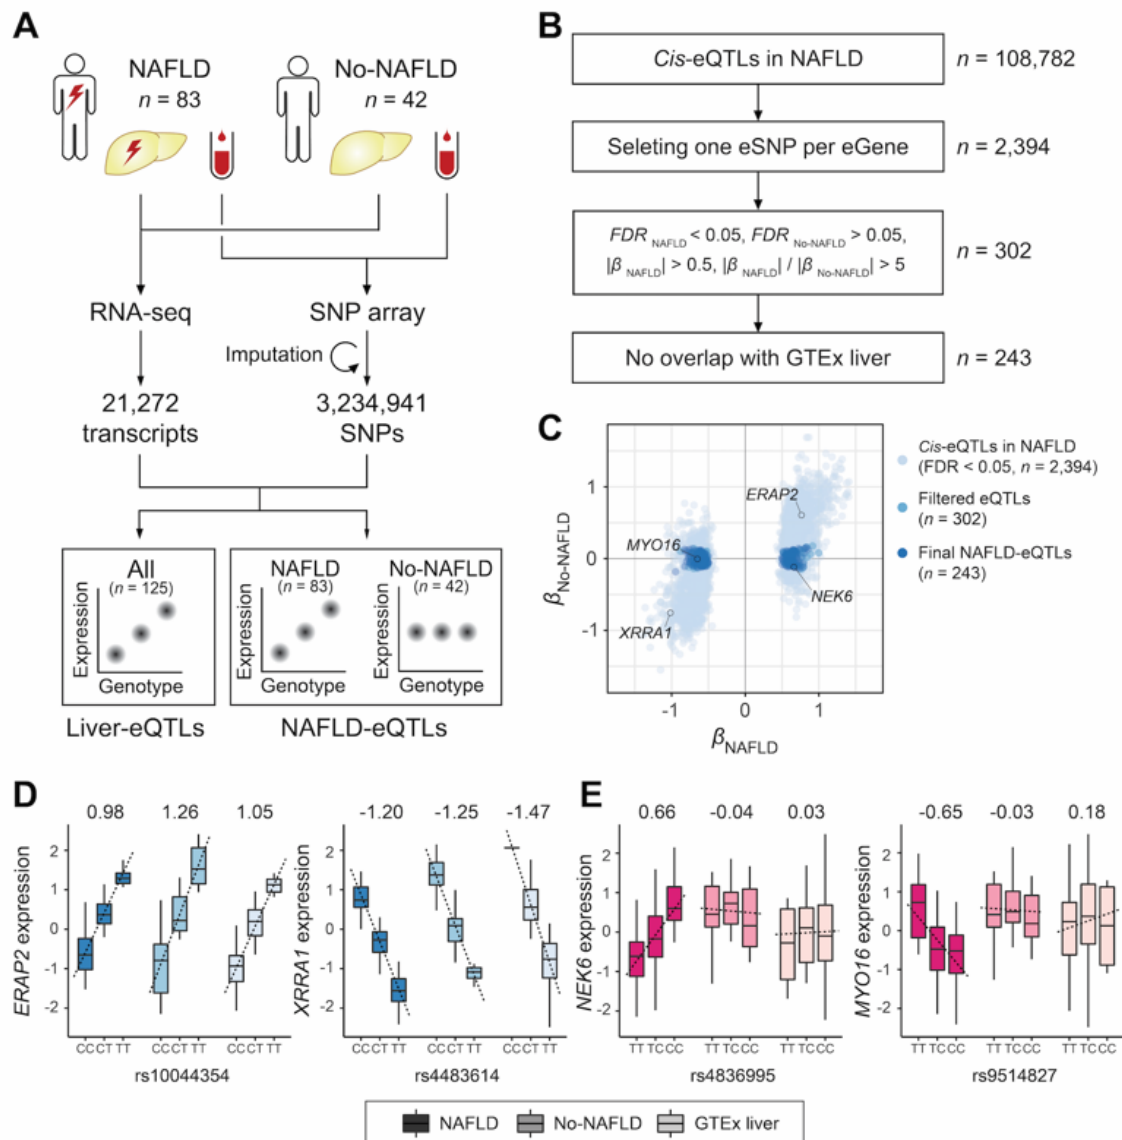 A
NAFLD
n = 83
No-NAFLD
n = 42
RNA-seq
SNP array
Imputation
21,272
transcripts
3,234,941
SNPs
All
(n = 125)
Expression
Genotype
NAFLD
(n = 83)
Expression
Genotype
No-NAFLD
(n = 42)
Expression
Genotype
Liver-eQTLs
NAFLD-eQTLs
B
Cis-eQTLs in NAFLD
n = 108,782
Seleting one eSNP per eGene
n = 2,394
FDR NAFLD < 0.05, FDR No-NAFLD > 0.05,
|β NAFLD| > 0.5, |β NAFLD| / |β No-NAFLD| > 5
n = 302
No overlap with GTEx liver
n = 243
C
βNo-NAFLD
1
0
-1
ERAP2
MYO16
NEK6
XRRA1
-1 0 1
βNAFLD
Cis-eQTLs in NAFLD
(FDR < 0.05, n = 2,394)
Filtered eQTLs
(n = 302)
Final NAFLD-eQTLs
(n = 243)
D
0.98 1.26 1.05
ERAP2 expression
2
1
0
-1
-2
CC CT TT CC CT TT CC CT TT
rs10044354
-1.20 -1.25 -1.47
XRRA1 expression
2
1
0
-1
-2
CC CT TT CC CT TT CC CT TT
rs4483614
E
0.66 -0.04 0.03
NEK6 expression
2
1
0
-1
-2
TT TC CC TT TC CC TT TC CC
rs4836995
-0.65 -0.03 0.18
MYO16 expression
2
1
0
-1
-2
TT TC CC TT TC CC TT TC CC
rs9514827
NAFLD No-NAFLD GTEx liver